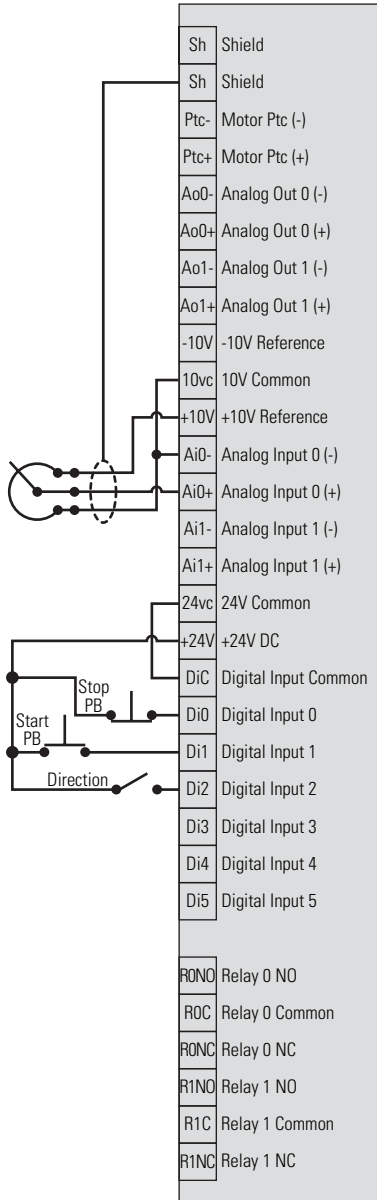 Sh Shield
Sh Shield
Ptc- Motor Ptc (-)
Ptc+ Motor Ptc (+)
Ao0- Analog Out 0 (-)
Ao0+ Analog Out 0 (+)
Ao1- Analog Out 1 (-)
Ao1+ Analog Out 1 (+)
-10V -10V Reference
10vc 10V Common
+10V +10V Reference
Ai0- Analog Input 0 (-)
Ai0+ Analog Input 0 (+)
Ai1- Analog Input 1 (-)
Ai1+ Analog Input 1 (+)
24vc 24V Common
+24V +24V DC
DiC Digital Input Common
Stop
PB
Di0 Digital Input 0
Start
PB
Di1 Digital Input 1
Direction
Di2 Digital Input 2
Di3 Digital Input 3
Di4 Digital Input 4
Di5 Digital Input 5
R0NO Relay 0 NO
R0C Relay 0 Common
R0NC Relay 0 NC
R1NO Relay 1 NO
R1C Relay 1 Common
R1NC Relay 1 NC